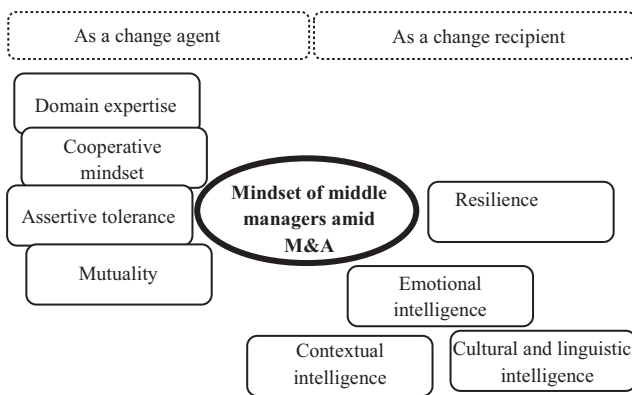 As a change agent
As a change recipient
Domain expertise
Cooperative
mindset
Assertive tolerance
Mutuality
Mindset of middle
managers amid
M&A
Resilience
Emotional
intelligence
Contextual
intelligence
Cultural and linguistic
intelligence